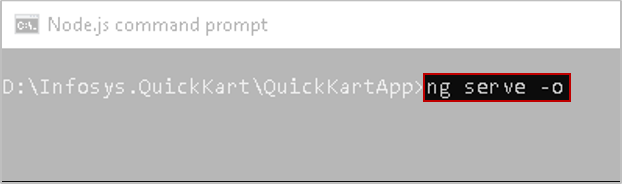 Node.js command prompt
D:\Infosys.QuickKart\QuickKartApp>ng serve -o